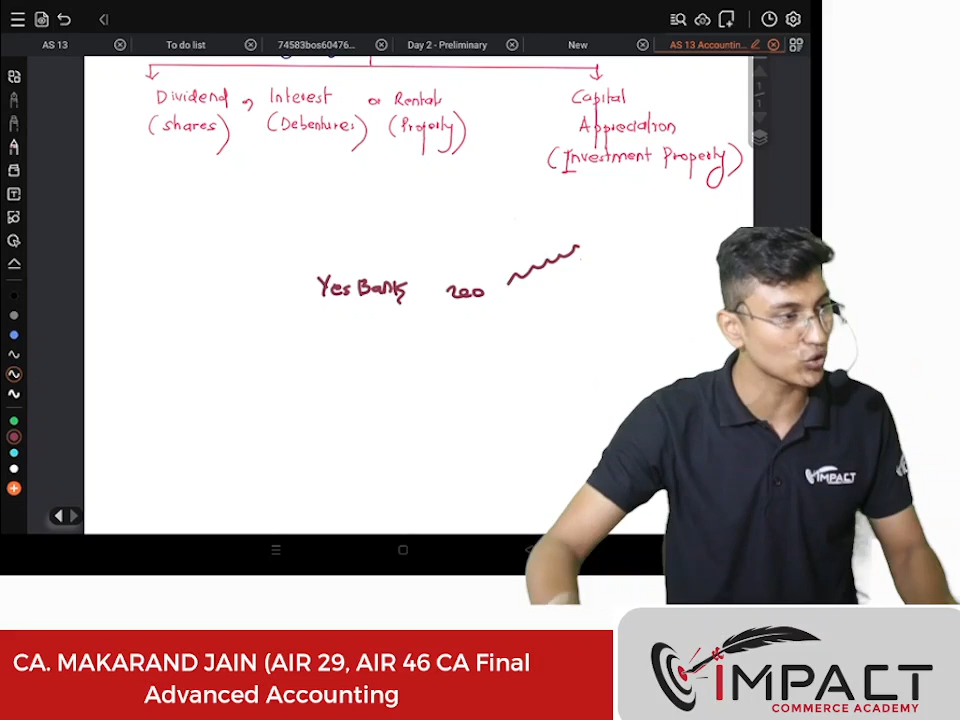 AS 13 To do list 74583bos60476... Day 2 - Preliminary New AS 13 Accountin...
Dividend, Interest or Rental Capital
(shares) (Debentures) (Property) Appreciation
(Investment Property)
Yes Bank 200
IMPACT
CA. MAKARAND JAIN (AIR 29, AIR 46 CA Final
Advanced Accounting
IMPACT
COMMERCE ACADEMY